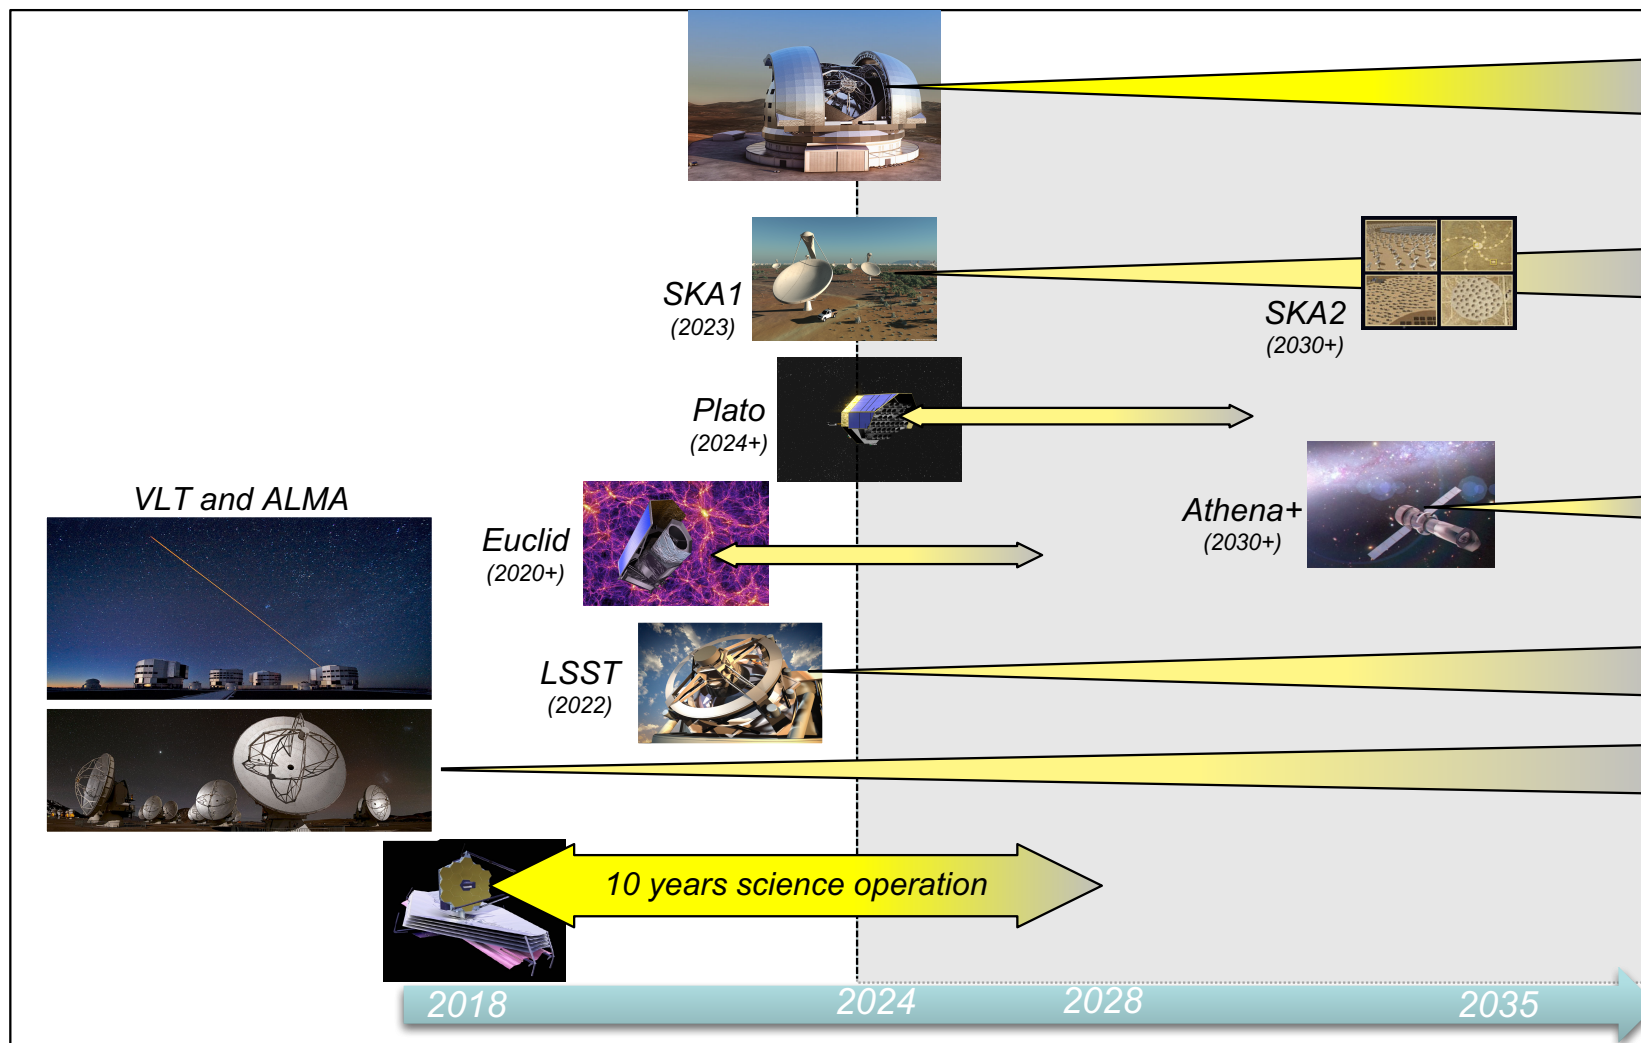 SKA1
(2023)
SKA2
(2030+)
Plato
(2024+)
VLT and ALMA
Athena+
(2030+)
Euclid
(2020+)
LSST
(2022)
10 years science operation
2018
2024
2028
2035